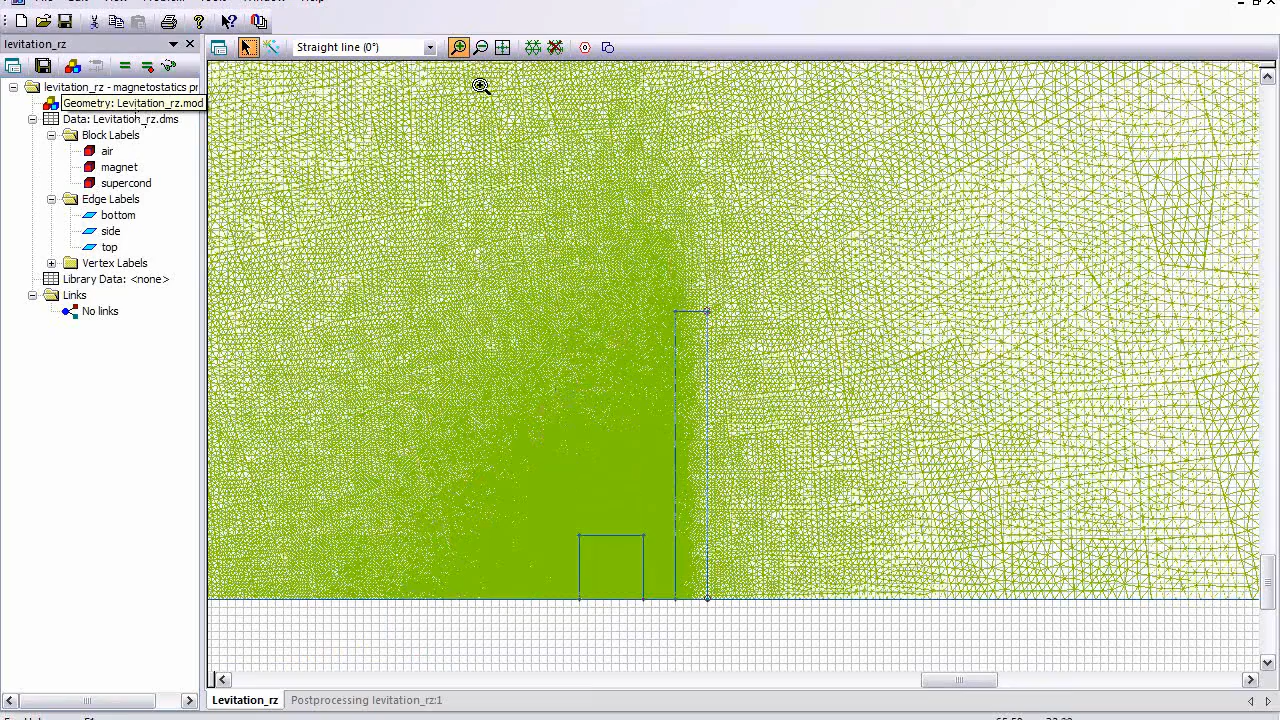 levitation_rz
Straight line (0°)
levitation_rz - magnetostatics pr
Geometry: Levitation_rz.mod
Data: Levitation_rz.dms
Block Labels
air
magnet
supercond
Edge Labels
bottom
side
top
Vertex Labels
Library Data: <none>
Links
No links
Levitation_rz
Postprocessing levitation_rz:1